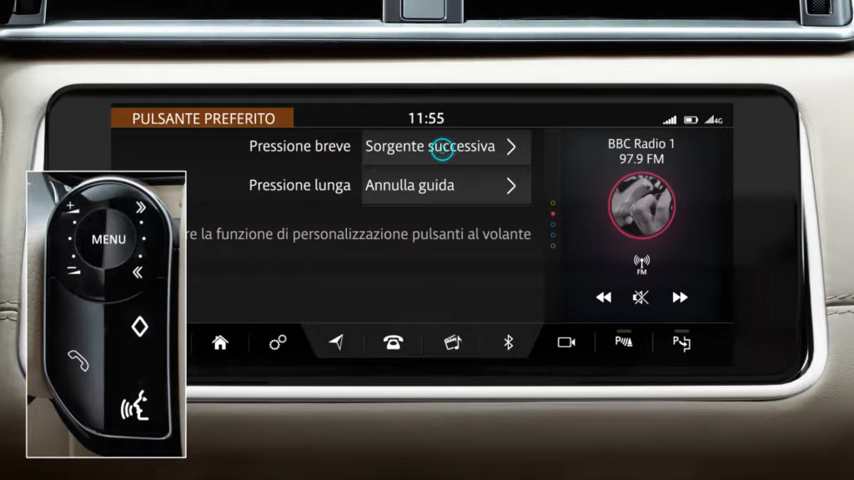 PULSANTE PREFERITO
11:55
4G
Pressione breve
Sorgente successiva
Pressione lunga
Annulla guida
re la funzione di personalizzazione pulsanti al volante
BBC Radio 1
97.9 FM
FM
MENU